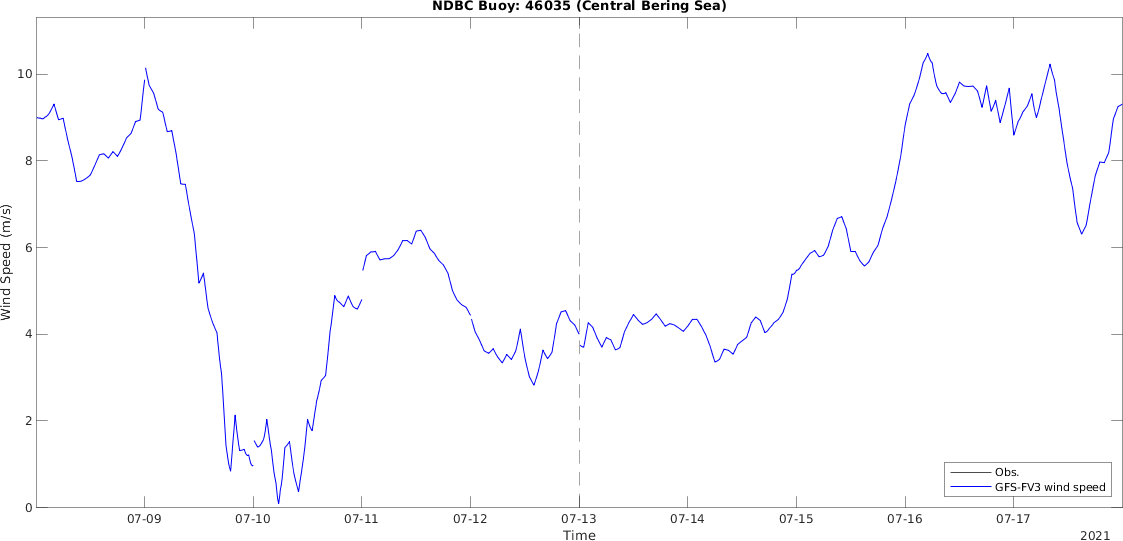 NDBC Buoy: 46035 (Central Bering Sea)
10
8
6
4
2
0
Wind Speed (m/s)
Obs.
GFS-FV3 wind speed
07-09 07-10 07-11 07-12 07-13 07-14 07-15 07-16 07-17
Time
2021